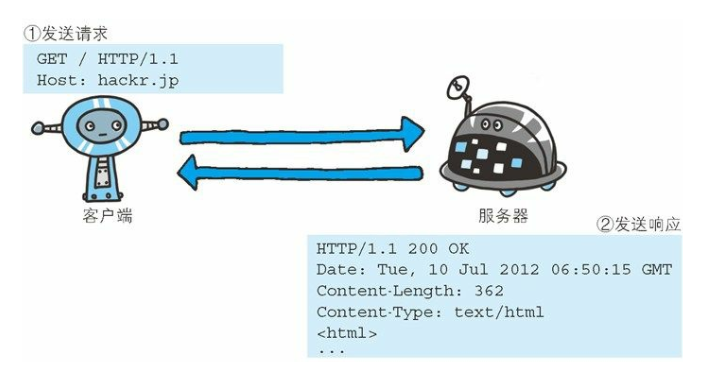 ①发送请求
GET / HTTP/1.1
Host: hackr.jp
客户端
服务器
②发送响应
HTTP/1.1 200 OK
Date: Tue, 10 Jul 2012 06:50:15 GMT
Content-Length: 362
Content-Type: text/html
<html>
...